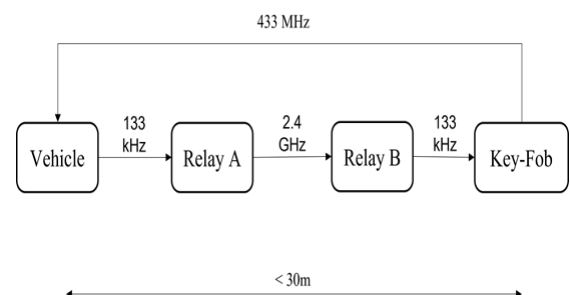 433 MHz
133
kHz
2.4
GHz
133
kHz
Vehicle
Relay A
Relay B
Key-Fob
< 30m